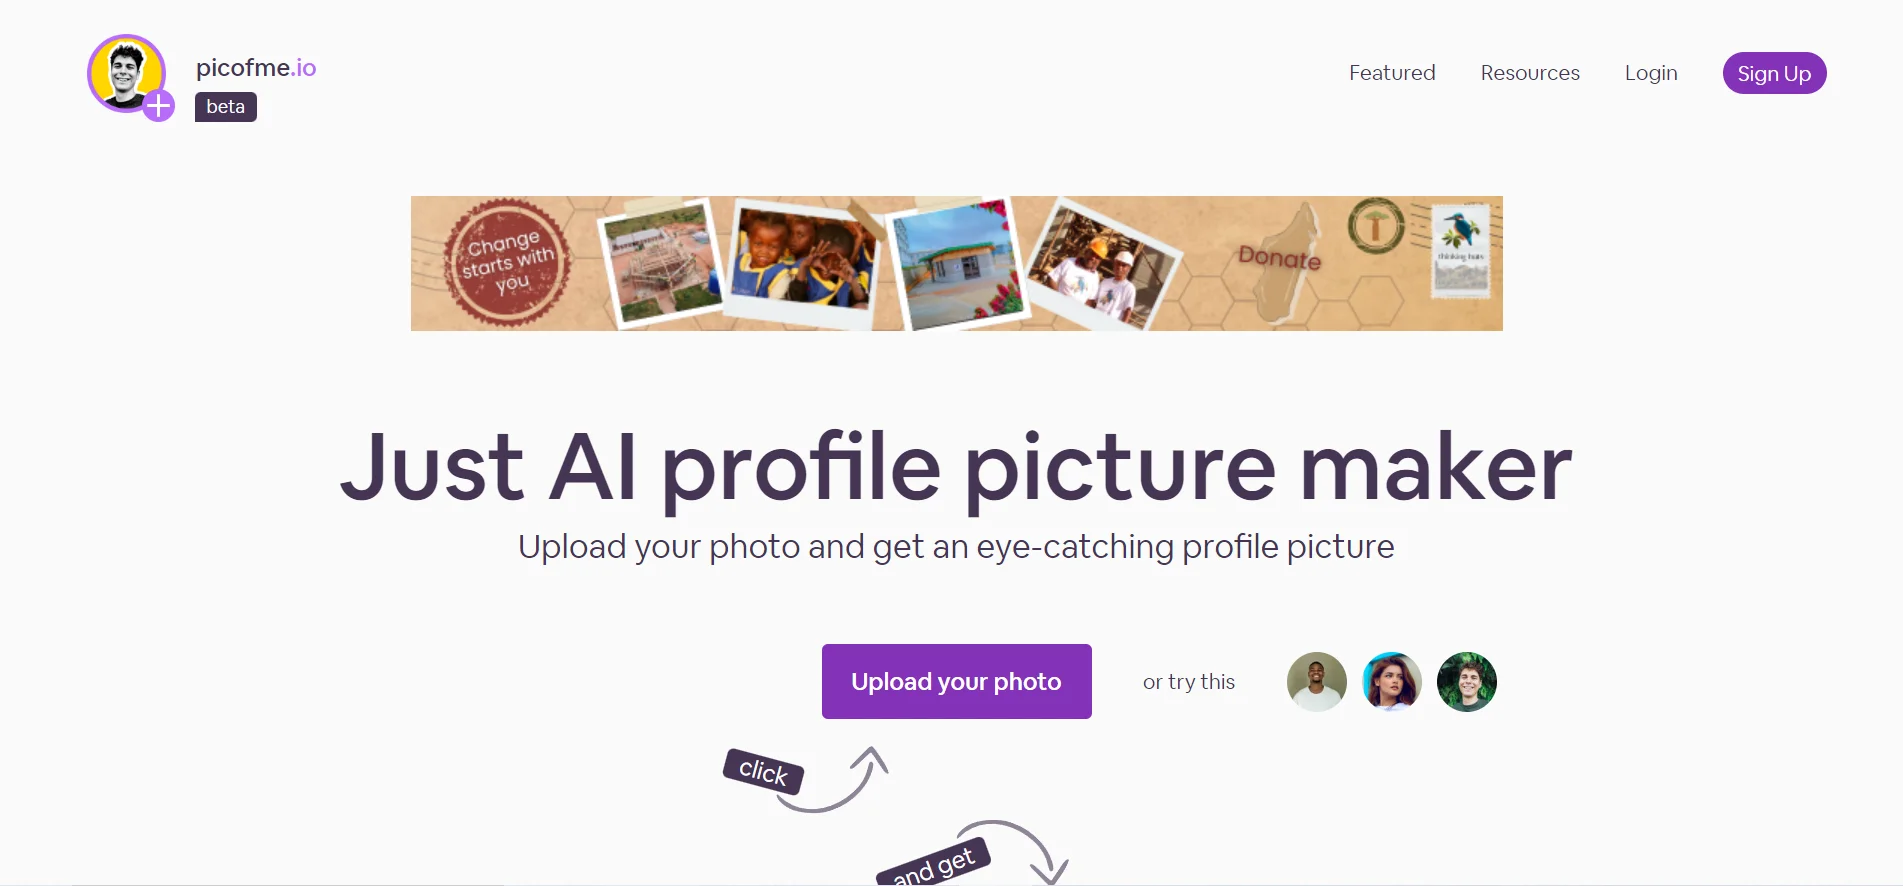 picofme.io
beta
Featured
Resources
Login
Sign Up
Change
starts with
you
Donate
thinking huts
Just AI profile picture maker
Upload your photo and get an eye-catching profile picture
Upload your photo
or try this
click
and get